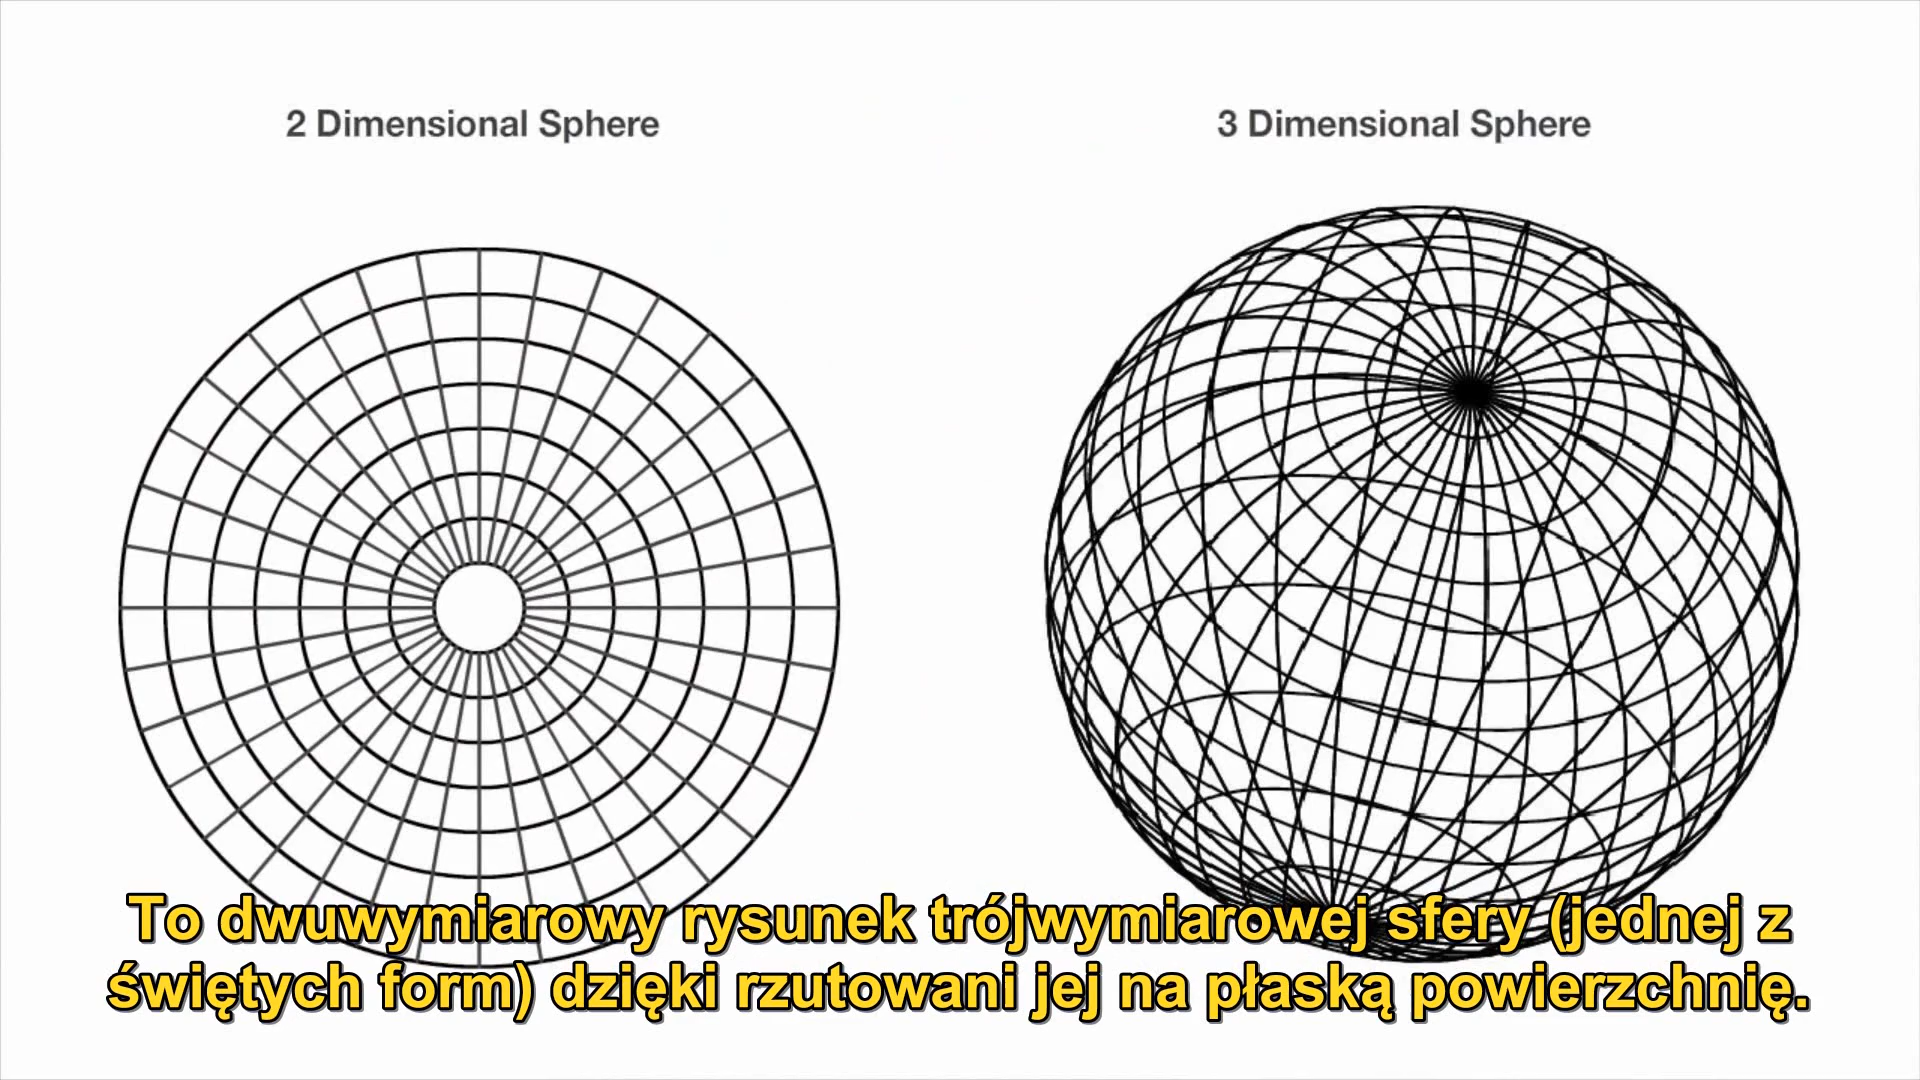 2 Dimensional Sphere
3 Dimensional Sphere
To dwuwymiarowy rysunek trójwymiarowej sfery (jednej z
świętych form) dzięki rzutowani jej na płaską powierzchnię.